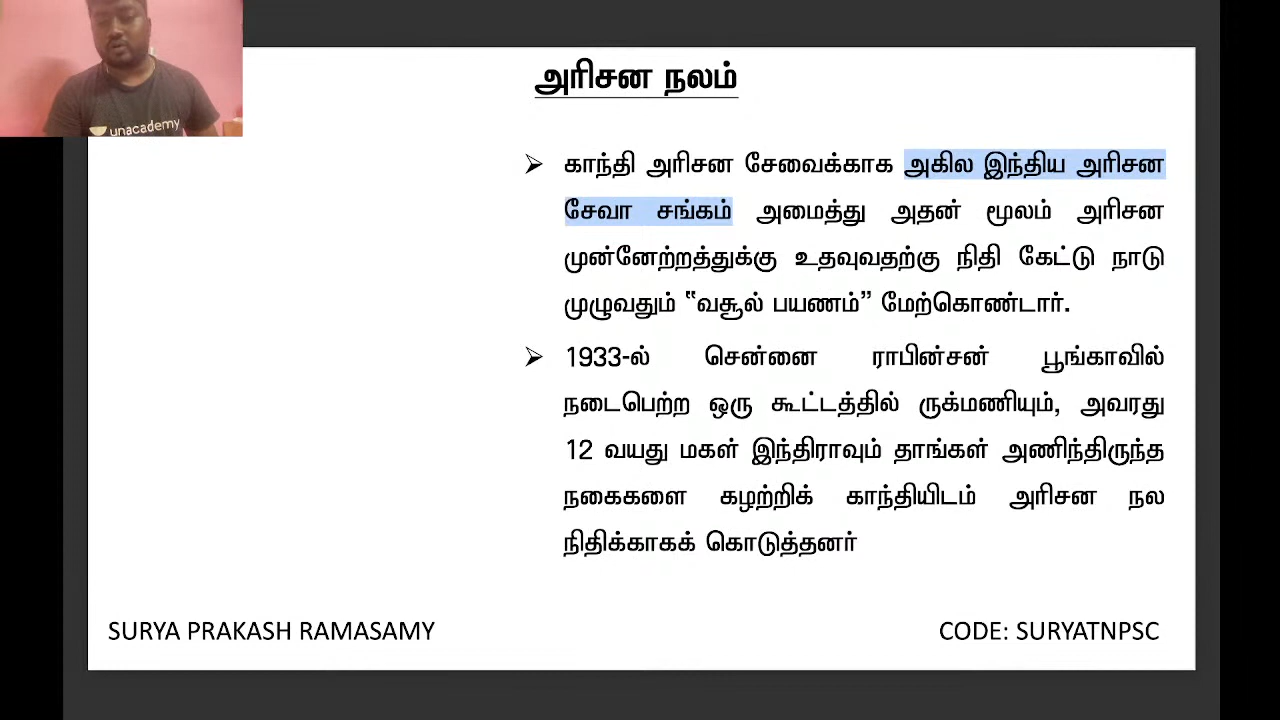 unacademy
அரிசன நலம்
➢ காந்தி அரிசன சேவைக்காக அகில இந்திய அரிசன
சேவா சங்கம் அமைத்து அதன் மூலம் அரிசன
முன்னேற்றத்துக்கு உதவுவதற்கு நிதி கேட்டு நாடு
முழுவதும் “வசூல் பயணம்” மேற்கொண்டார்.
➢ 1933-ல் சென்னை ராபின்சன் பூங்காவில்
நடைபெற்ற ஒரு கூட்டத்தில் ருக்மணியும், அவரது
12 வயது மகள் இந்திராவும் தாங்கள் அணிந்திருந்த
நகைகளை கழற்றிக் காந்தியிடம் அரிசன நல
நிதிக்காகக் கொடுத்தனர்
SURYA PRAKASH RAMASAMY
CODE: SURYATNPSC